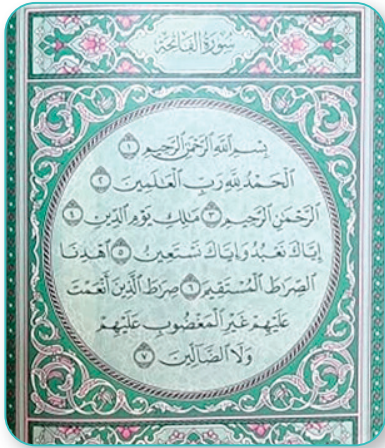 سُورَةُ الْفَاتِحَةِ
بِسْمِ ٱللَّهِ ٱلرَّحْمَٰنِ ٱلرَّحِيمِ ١
ٱلْحَمْدُ لِلَّهِ رَبِّ ٱلْعَٰلَمِينَ ٢
ٱلرَّحْمَٰنِ ٱلرَّحِيمِ ٣ مَٰلِكِ يَوْمِ ٱلدِّينِ ٤
إِيَّاكَ نَعْبُدُ وَإِيَّاكَ نَسْتَعِينُ ٥ ٱهْدِنَا
ٱلصِّرَٰطَ ٱلْمُسْتَقِيمَ ٦ صِرَٰطَ ٱلَّذِينَ أَنْعَمْتَ
عَلَيْهِمْ غَيْرِ ٱلْمَغْضُوبِ عَلَيْهِمْ
وَلَا ٱلضَّآلِّينَ ٧